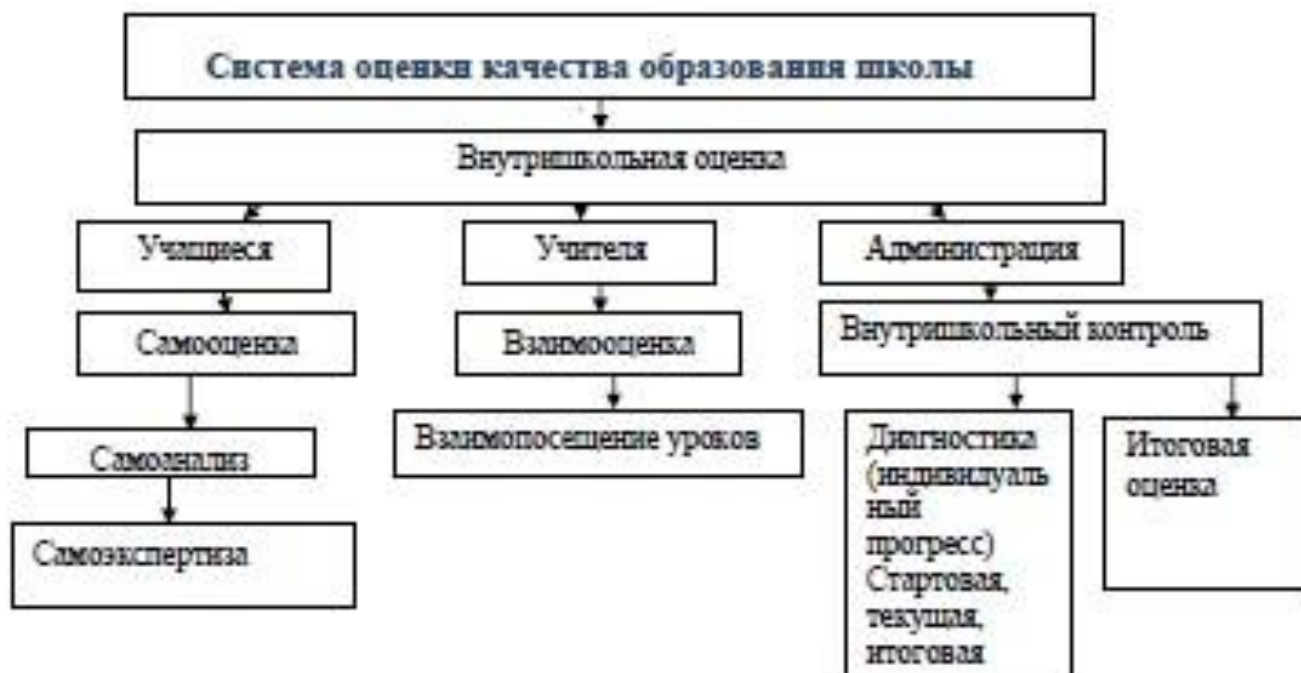 Система оценки качества образования школы
Внутришкольная оценка
Учащиеся
Учителя
Администрация
Самооценка
Взаимооценка
Внутришкольный контроль
Самоанализ
Взаимопосещение уроков
Диагностика
(индивидуаль
ный
прогресс)
Стартовая,
текущая,
итоговая
Итоговая
оценка
Самоэкспертиза